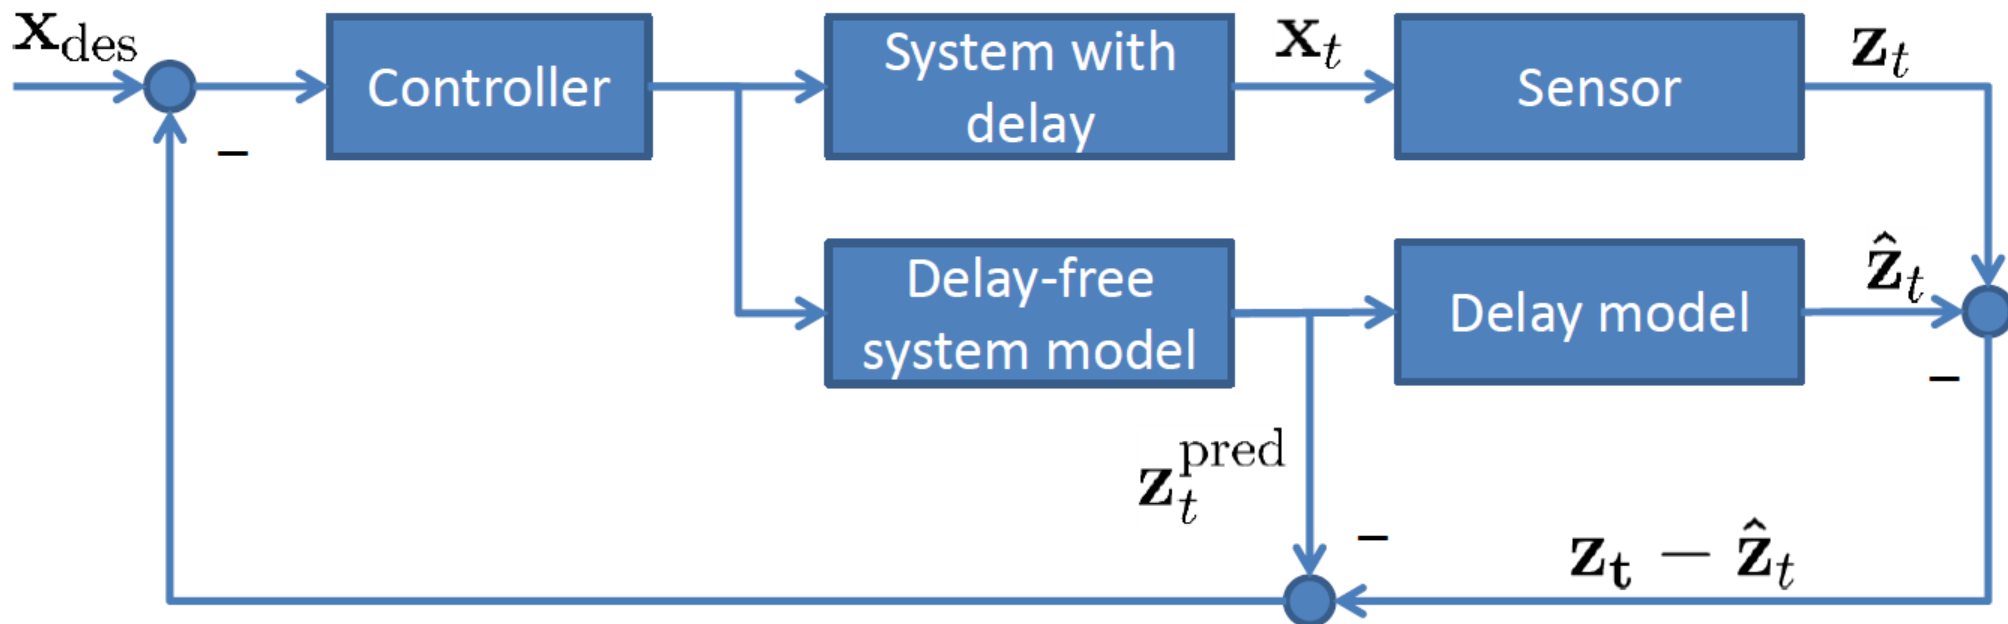 x_des
Controller
System with
delay
x_t
Sensor
z_t
–
Delay-free
system model
Delay model
ẑ_t
–
z_t^pred
–
z_t − ẑ_t